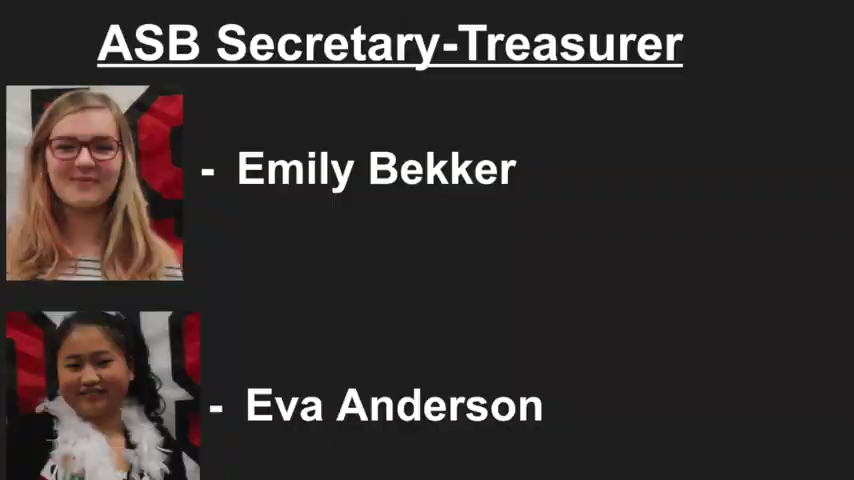 ASB Secretary-Treasurer
- Emily Bekker
- Eva Anderson